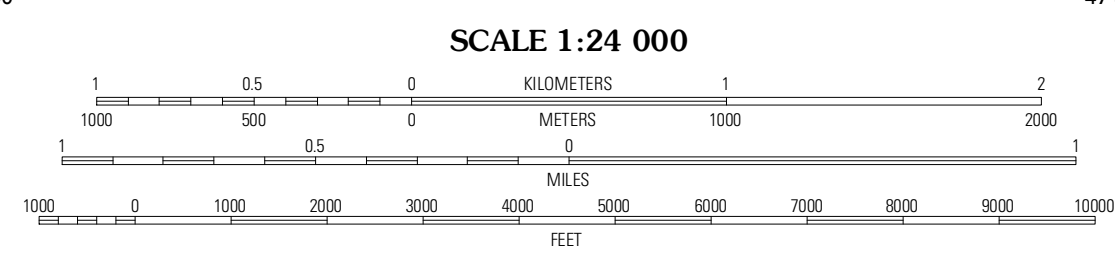 SCALE 1:24 000
1 0.5 0 KILOMETERS 1 2
1000 500 0 METERS 1000 2000
1 0.5 0 1
MILES
1000 0 1000 2000 3000 4000 5000 6000 7000 8000 9000 10000
FEET